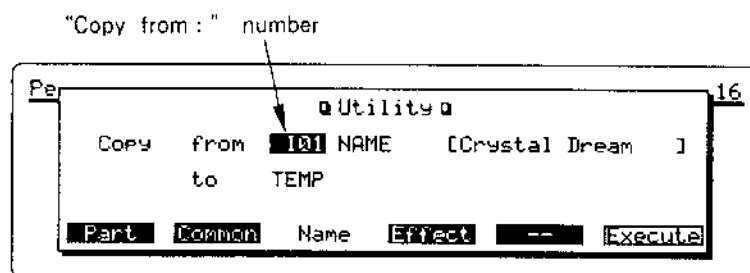 "Copy from : " number
Pe 16
Utility
Copy from I01 NAME [Crystal Dream ]
to TEMP
Part Common Name Effect -- Execute